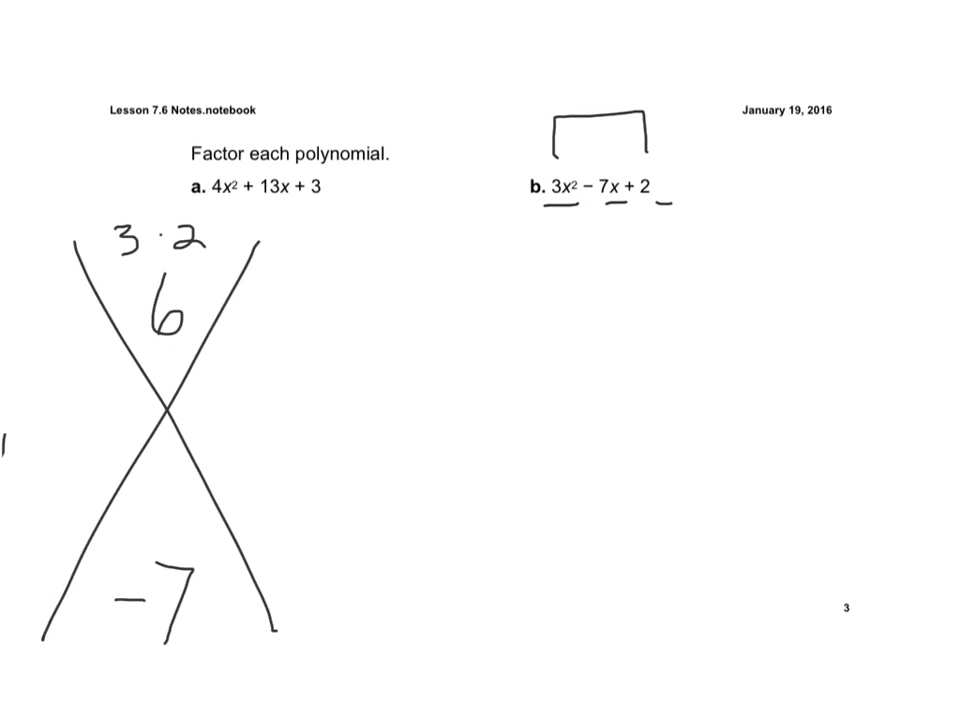 Lesson 7.6 Notes.notebook
January 19, 2016
Factor each polynomial.
a. 4x² + 13x + 3
b. 3x² − 7x + 2
3 · 2
6
−7
3